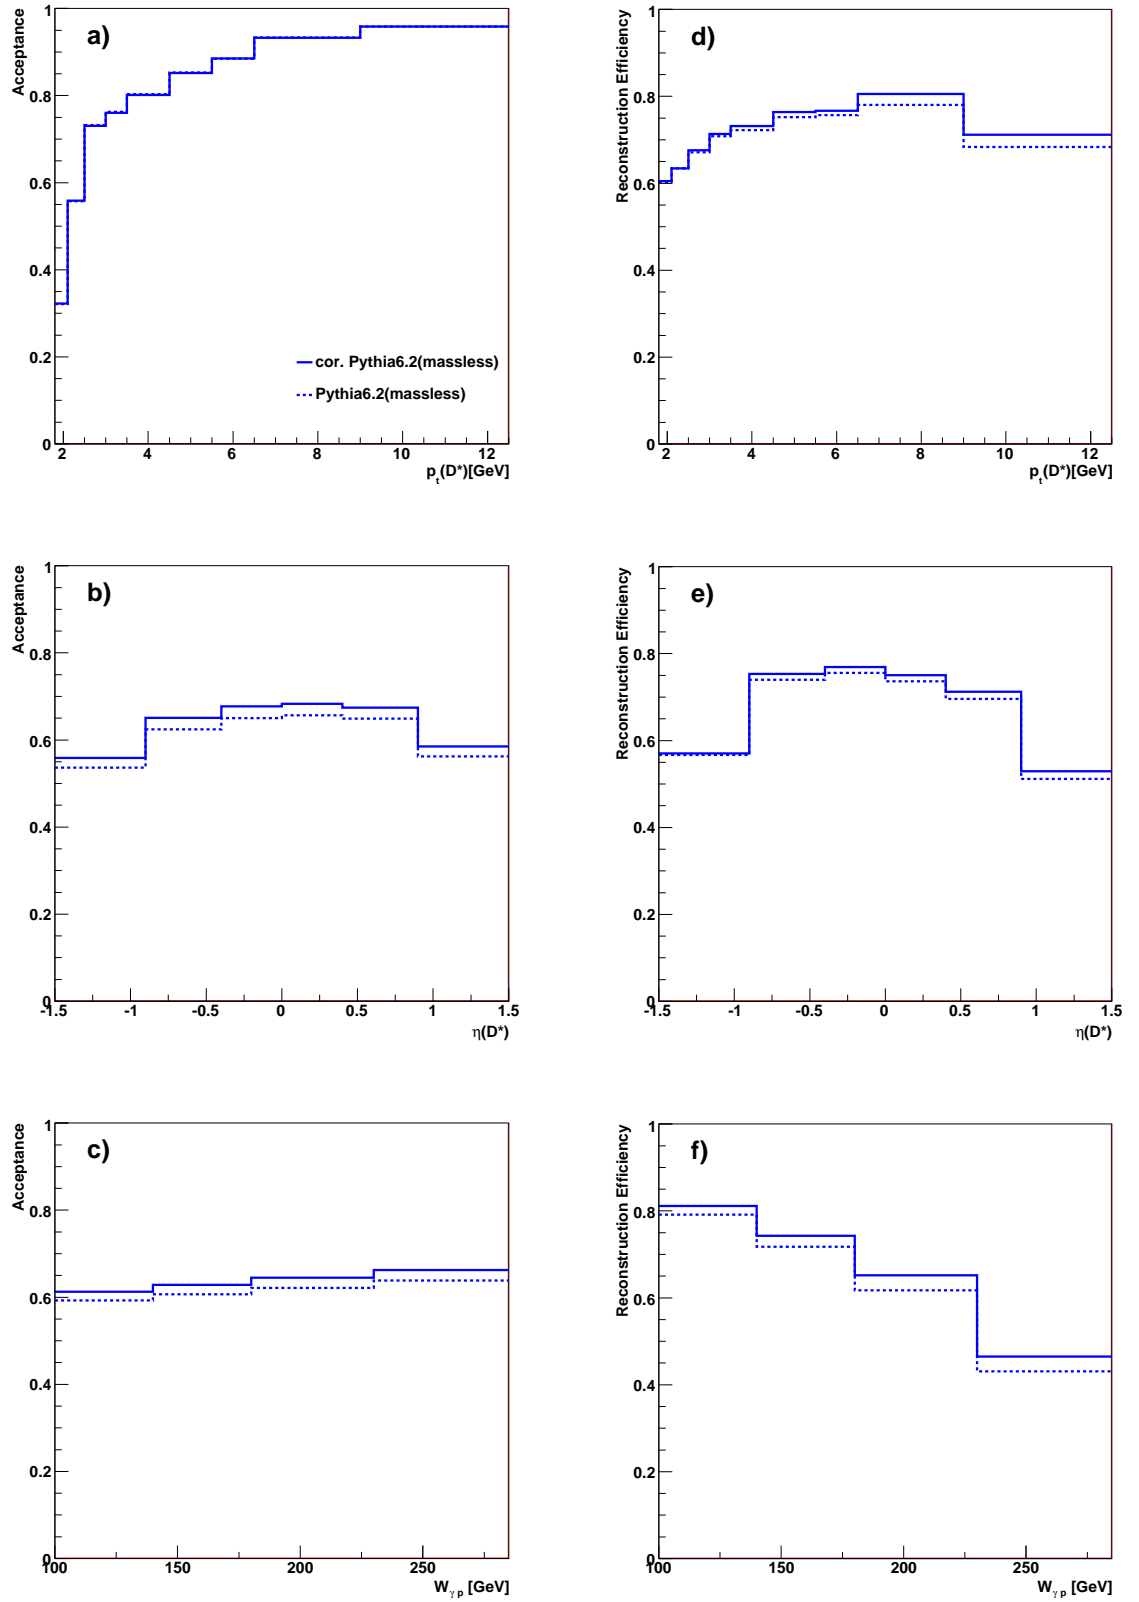 a)
Acceptance
1
0.8
0.6
0.4
0.2
0
cor. Pythia6.2(massless)
Pythia6.2(massless)
2 4 6 8 10 12
pt(D*)[GeV]
d)
Reconstruction Efficiency
1
0.8
0.6
0.4
0.2
0
2 4 6 8 10 12
pt(D*)[GeV]
b)
Acceptance
1
0.8
0.6
0.4
0.2
0
-1.5 -1 -0.5 0 0.5 1 1.5
η(D*)
e)
Reconstruction Efficiency
1
0.8
0.6
0.4
0.2
0
-1.5 -1 -0.5 0 0.5 1 1.5
η(D*)
c)
Acceptance
1
0.8
0.6
0.4
0.2
0
100 150 200 250
Wγ p [GeV]
f)
Reconstruction Efficiency
1
0.8
0.6
0.4
0.2
0
100 150 200 250
Wγ p [GeV]